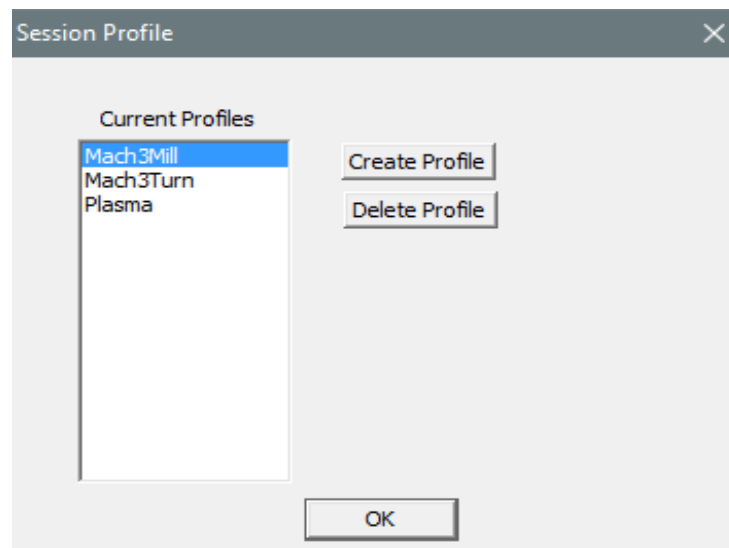 Session Profile
Current Profiles
Mach3Mill
Mach3Turn
Plasma
Create Profile
Delete Profile
OK